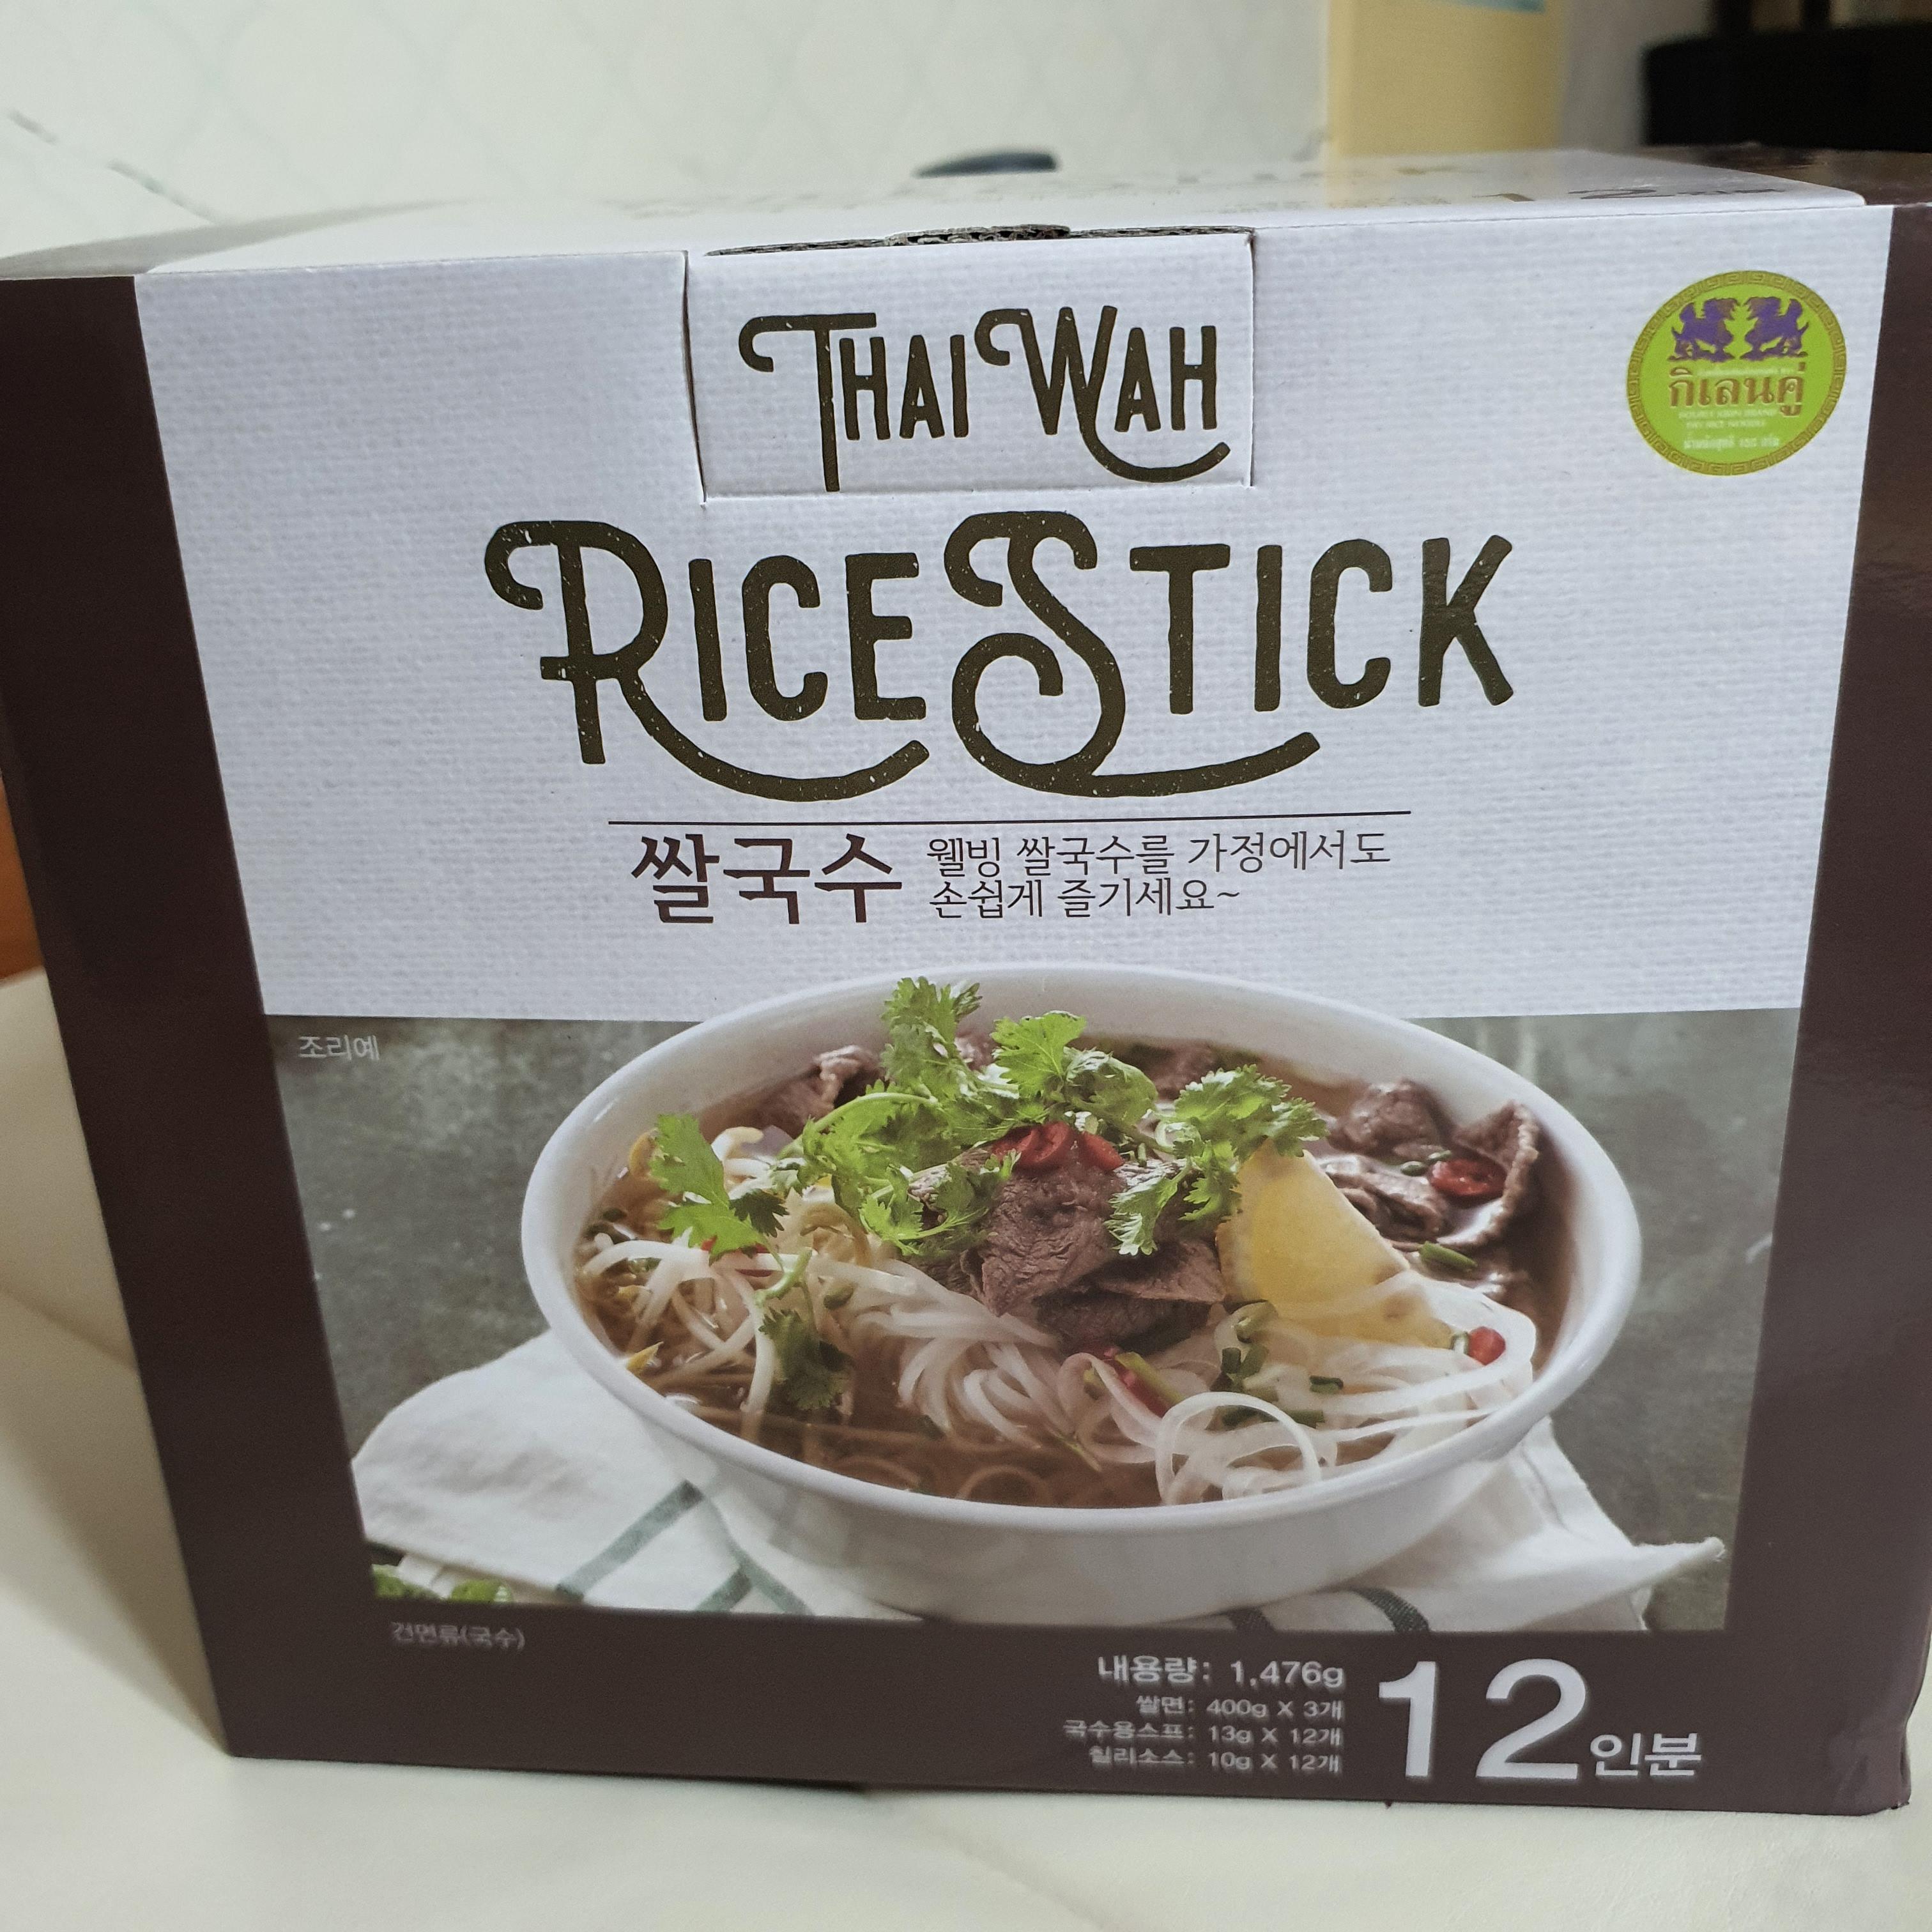 THAI WAH
กิเลนคู่
RICE STICK
쌀국수
웰빙 쌀국수를 가정에서도
손쉽게 즐기세요~
조리예
건면류(국수)
내용량: 1,476g
쌀면: 400g X 3개
국수용스프: 13g X 12개
칠리소스: 10g X 12개
12인분